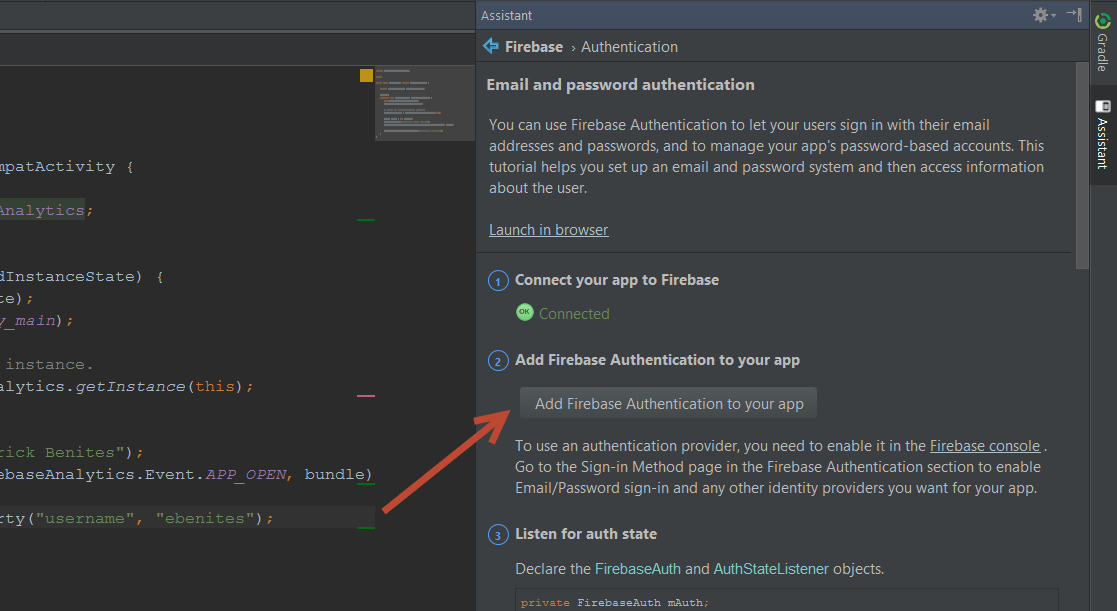 Assistant
Firebase › Authentication
Gradle
Assistant
Email and password authentication
You can use Firebase Authentication to let your users sign in with their email
addresses and passwords, and to manage your app's password-based accounts. This
tutorial helps you set up an email and password system and then access information
about the user.
Launch in browser
1 Connect your app to Firebase
OK Connected
2 Add Firebase Authentication to your app
Add Firebase Authentication to your app
To use an authentication provider, you need to enable it in the Firebase console .
Go to the Sign-in Method page in the Firebase Authentication section to enable
Email/Password sign-in and any other identity providers you want for your app.
3 Listen for auth state
Declare the FirebaseAuth and AuthStateListener objects.
private FirebaseAuth mAuth;
mpatActivity {
Analytics;
dInstanceState) {
te);
y_main);
instance.
alytics.getInstance(this);
rick Benites");
ebaseAnalytics.Event.APP_OPEN, bundle)
rty("username", "ebenites");